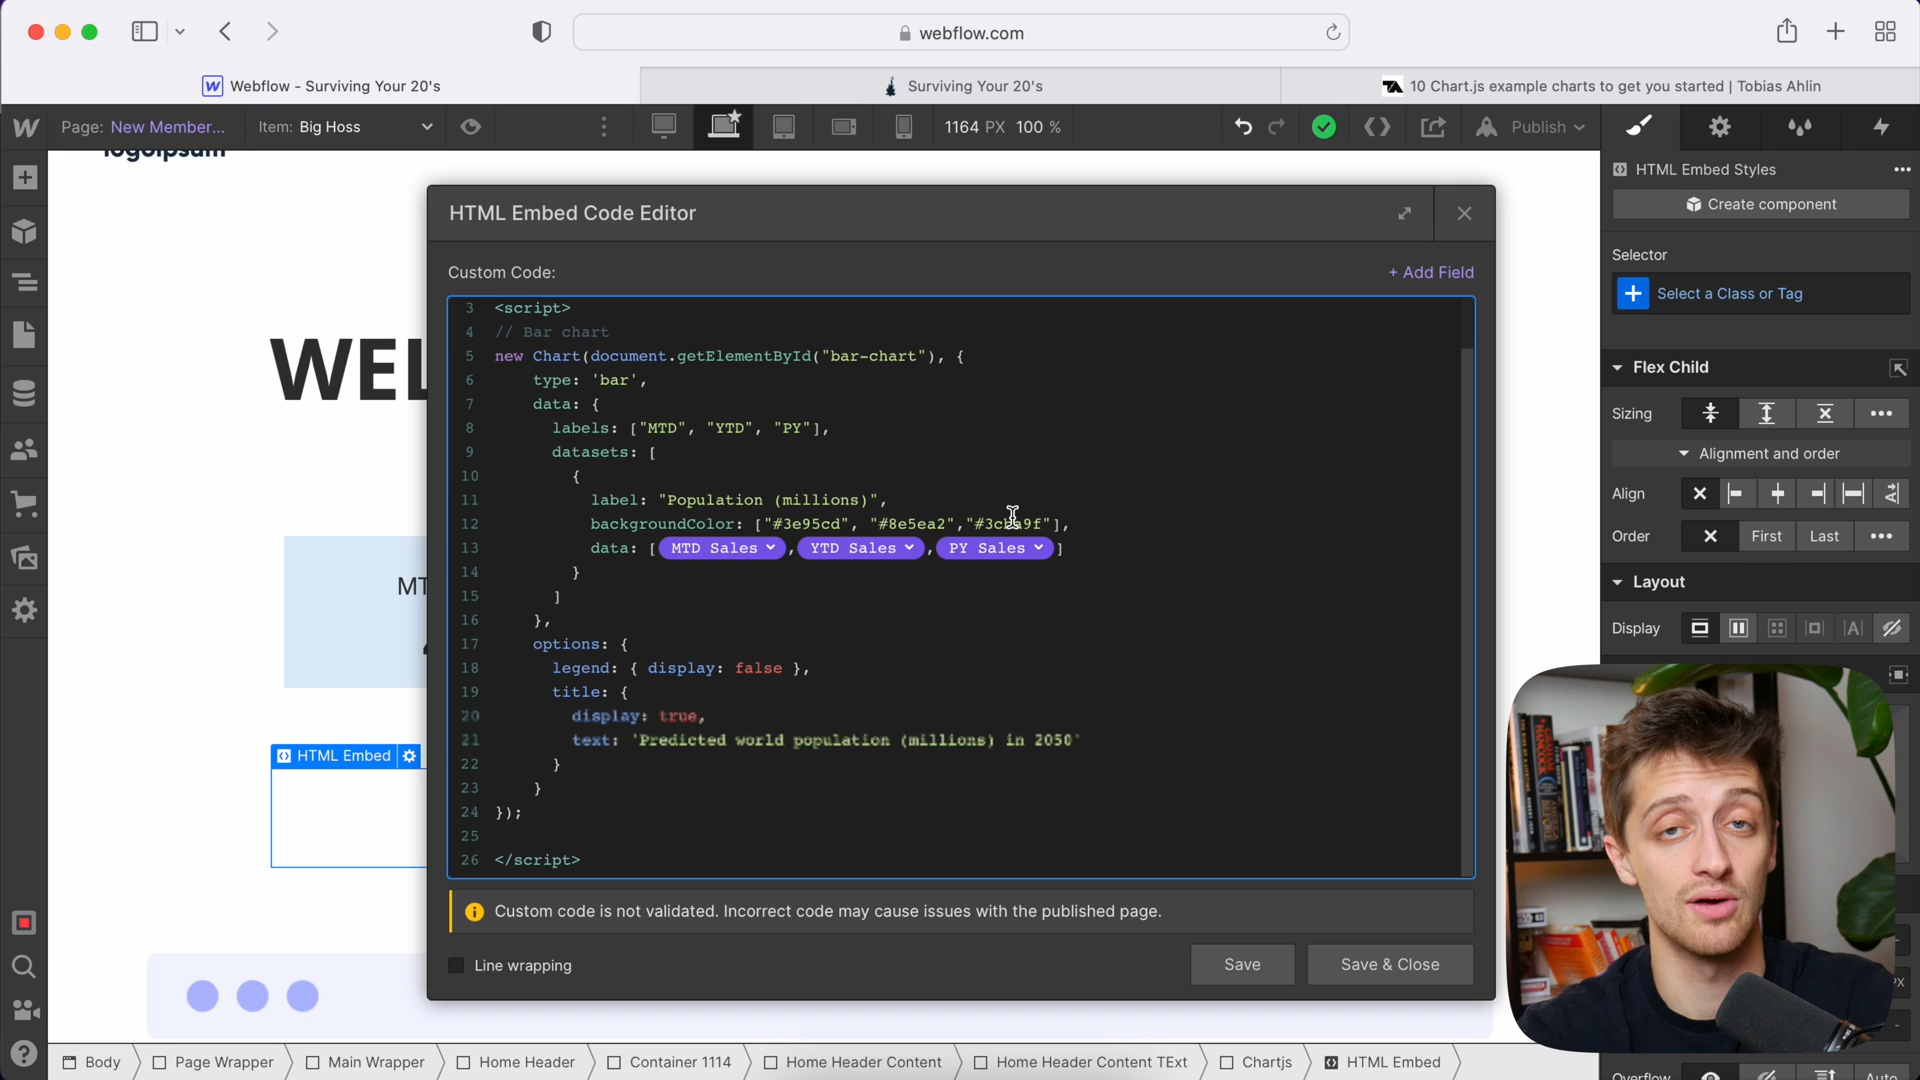 webflow.com
Webflow - Surviving Your 20's
Surviving Your 20's
10 Chart.js example charts to get you started | Tobias Ahlin
Page: New Member...
Item: Big Hoss
1164 PX 100 %
Publish
logoipsum
HTML Embed Styles
Create component
Selector
Select a Class or Tag
Flex Child
Sizing
Alignment and order
Align
Order
First
Last
Layout
Display
WEL
MT
HTML Embed
HTML Embed Code Editor
Custom Code:
+ Add Field
3 <script>
4 // Bar chart
5 new Chart(document.getElementById("bar-chart"), {
6 type: 'bar',
7 data: {
8 labels: ["MTD", "YTD", "PY"],
9 datasets: [
10 {
11 label: "Population (millions)",
12 backgroundColor: ["#3e95cd", "#8e5ea2","#3cba9f"],
13 data: [MTD Sales,YTD Sales,PY Sales]
14 }
15 ]
16 },
17 options: {
18 legend: { display: false },
19 title: {
20 display: true,
21 text: 'Predicted world population (millions) in 2050'
22 }
23 }
24 });
25
26 </script>
Custom code is not validated. Incorrect code may cause issues with the published page.
Line wrapping
Save
Save & Close
Body
Page Wrapper
Main Wrapper
Home Header
Container 1114
Home Header Content
Home Header Content TExt
Chartjs
HTML Embed
Overflow
Auto